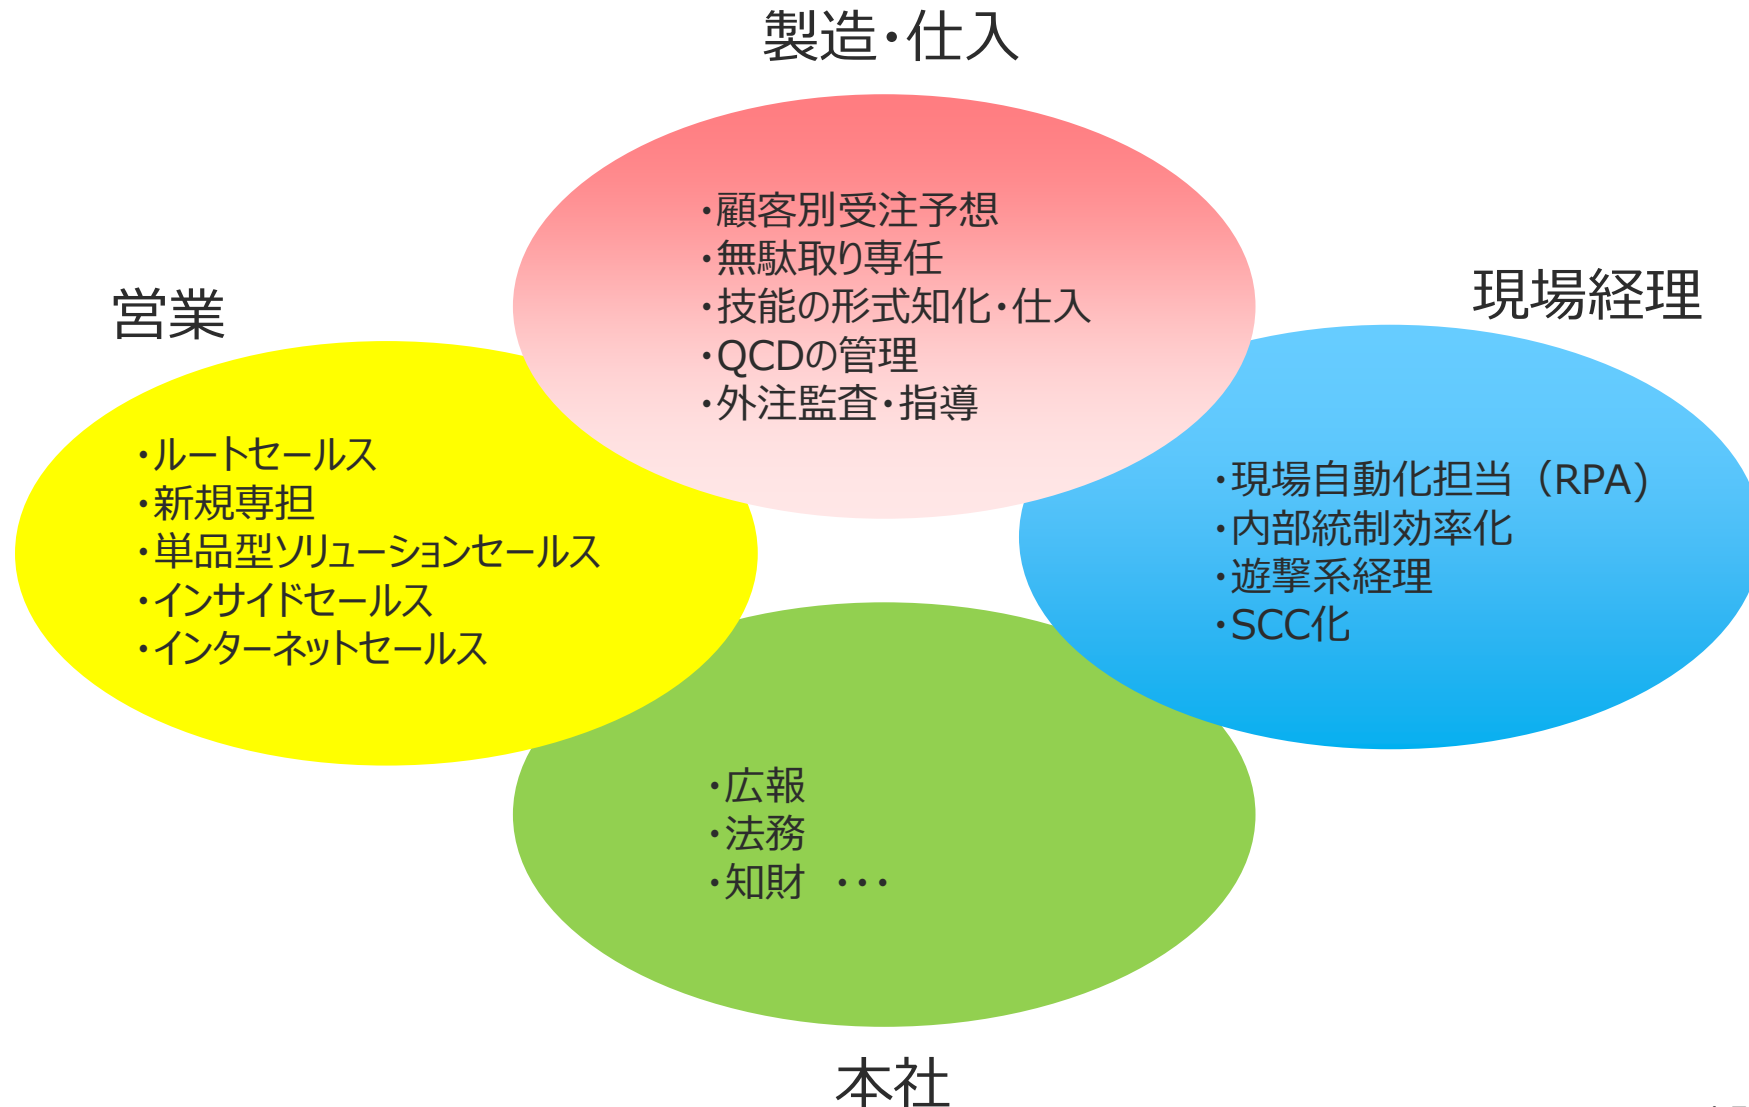 製造・仕入
・顧客別受注予想
・無駄取り専任
・技能の形式知化・仕入
・QCDの管理
・外注監査・指導
営業
・ルートセールス
・新規専担
・単品型ソリューションセールス
・インサイドセールス
・インターネットセールス
現場経理
・現場自動化担当（RPA）
・内部統制効率化
・遊撃系経理
・SCC化
・広報
・法務
・知財　・・・
本社